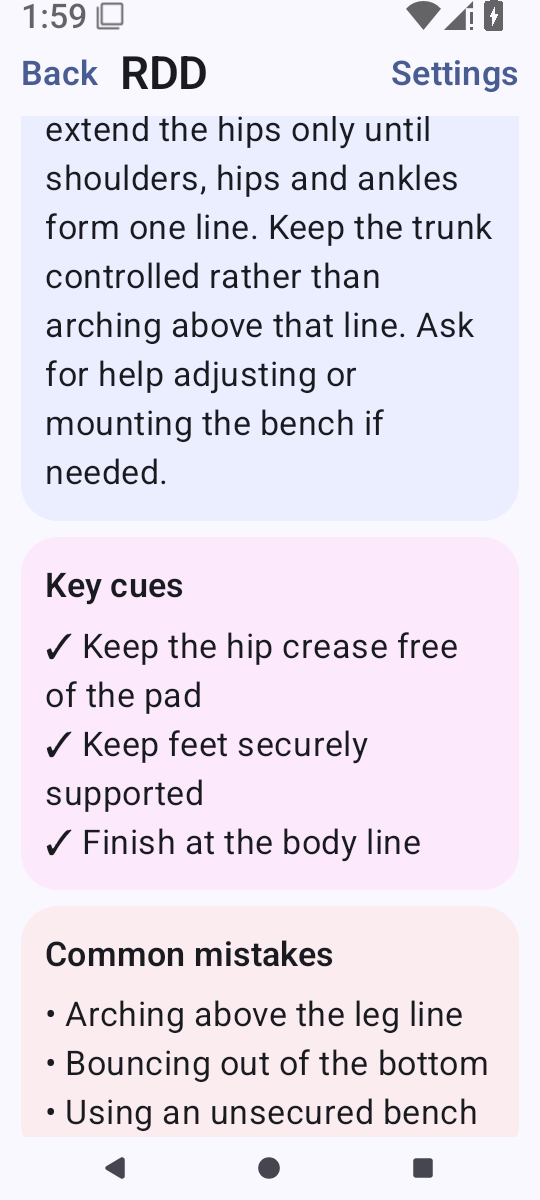 1:59
Back RDD Settings
extend the hips only until
shoulders, hips and ankles
form one line. Keep the trunk
controlled rather than
arching above that line. Ask
for help adjusting or
mounting the bench if
needed.
Key cues
✓ Keep the hip crease free
of the pad
✓ Keep feet securely
supported
✓ Finish at the body line
Common mistakes
• Arching above the leg line
• Bouncing out of the bottom
• Using an unsecured bench